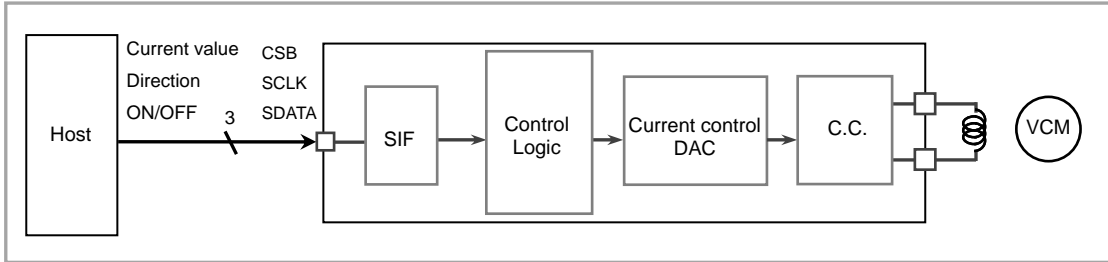 Host
Current value
Direction
ON/OFF
3
CSB
SCLK
SDATA
SIF
Control
Logic
Current control
DAC
C.C.
VCM